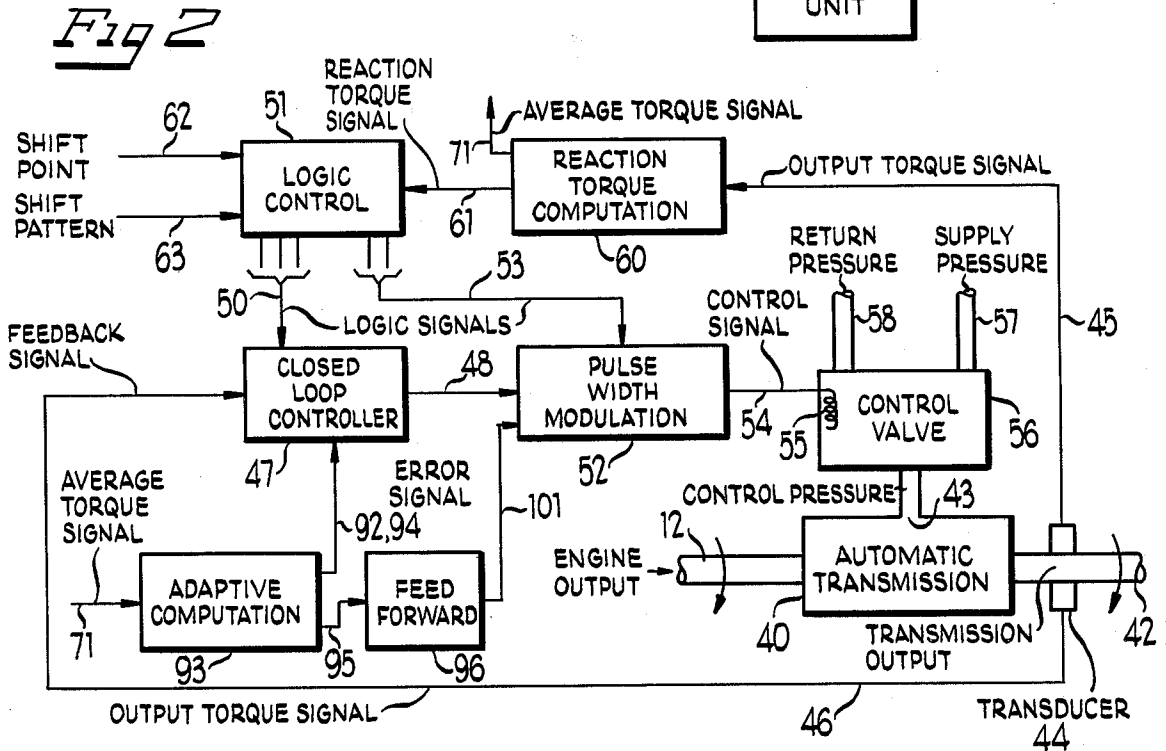 UNIT
Fig 2
REACTION
TORQUE
SIGNAL
51
62
SHIFT
POINT
LOGIC
CONTROL
71
AVERAGE TORQUE SIGNAL
REACTION
TORQUE
COMPUTATION
OUTPUT TORQUE SIGNAL
SHIFT
PATTERN
63
61
60
RETURN
PRESSURE
SUPPLY
PRESSURE
50
53
LOGIC SIGNALS
CONTROL
SIGNAL
58
57
45
FEEDBACK
SIGNAL
CLOSED
LOOP
CONTROLLER
48
PULSE
WIDTH
MODULATION
54
55
CONTROL
VALVE
56
47
52
AVERAGE
TORQUE
SIGNAL
ERROR
SIGNAL
92,94
101
CONTROL PRESSURE
43
12
ENGINE
OUTPUT
AUTOMATIC
TRANSMISSION
71
ADAPTIVE
COMPUTATION
FEED
FORWARD
93
95
96
40
TRANSMISSION
OUTPUT
42
OUTPUT TORQUE SIGNAL
46
TRANSDUCER
44